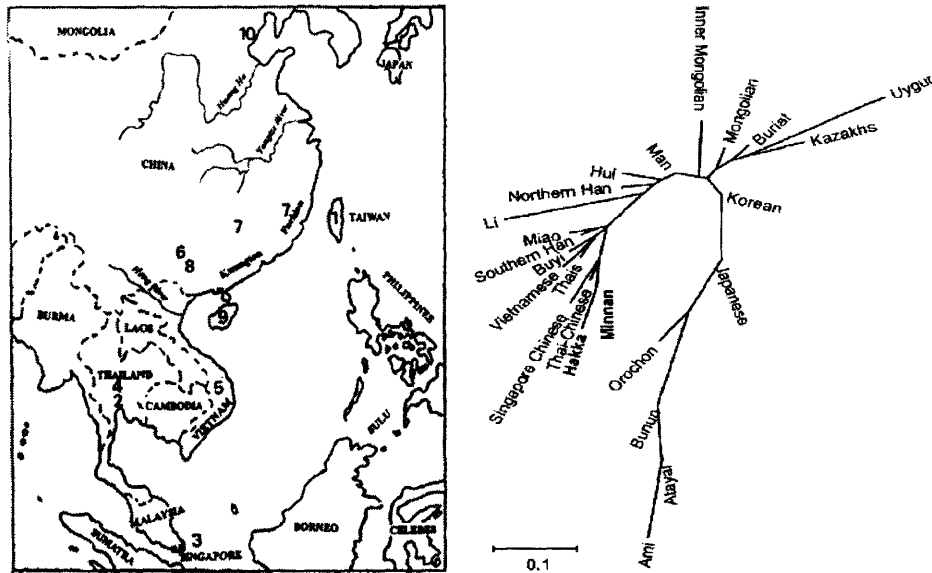 MONGOLIA
10
JAPAN
Huang Ho
Yangtze River
CHINA
7
7
Fuchien
1
TAIWAN
6
8
Kuangtien
9
BURMA
LAOS
THAILAND
4
2
CAMBODIA
5
VIETNAM
PHILIPPINES
SULU
MALAYSIA
SUMATRA
3
SINGAPORE
BORNEO
CELEBES
Inner Mongolian
Mongolian
Buriat
Uygur
Kazakhs
Man
Hui
Northern Han
Li
Korean
Miao
Southern Han
Buyi
Vietnamese
Thais
Singapore Chinese
Thai-Chinese
Hakka
Minnan
Japanese
Orochon
Bunun
Atayal
Ami
0.1